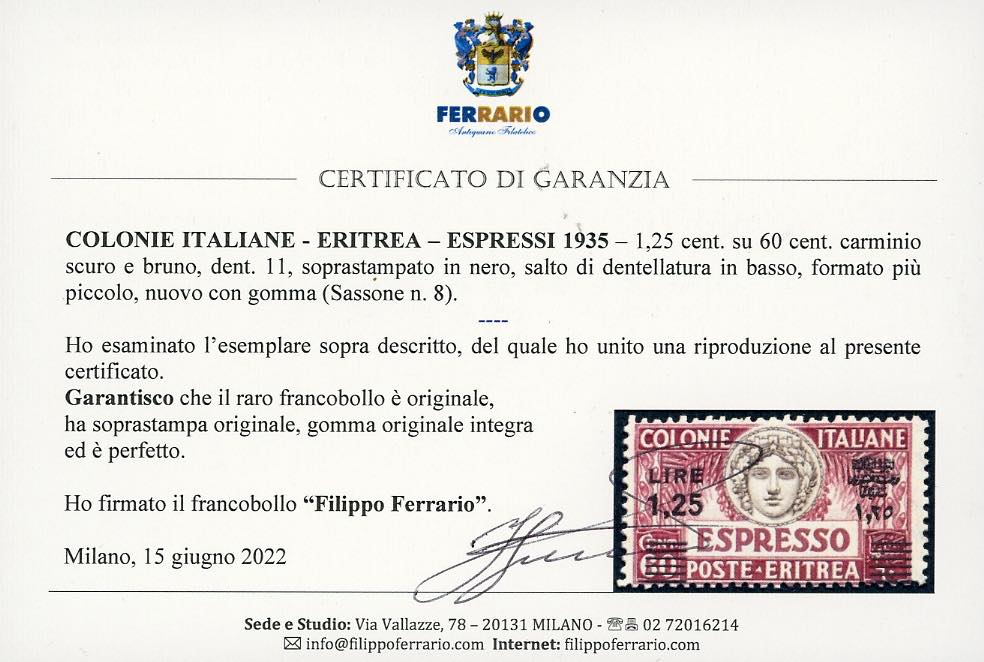 FERRARIO
Antiquario Filatelico
CERTIFICATO DI GARANZIA
COLONIE ITALIANE - ERITREA – ESPRESSI 1935 – 1,25 cent. su 60 cent. carminio
scuro e bruno, dent. 11, soprastampato in nero, salto di dentellatura in basso, formato più
piccolo, nuovo con gomma (Sassone n. 8).
----
Ho esaminato l’esemplare sopra descritto, del quale ho unito una riproduzione al presente
certificato.
Garantisco che il raro francobollo è originale,
ha soprastampa originale, gomma originale integra
ed è perfetto.
Ho firmato il francobollo “Filippo Ferrario”.
Milano, 15 giugno 2022
COLONIE ITALIANE
LIRE
1,25
١,٢٥
ESPRESSO
60
POSTE·ERITREA
Sede e Studio: Via Vallazze, 78 – 20131 MILANO - ☏ 02 72016214
✉ info@filippoferrario.com Internet: filippoferrario.com